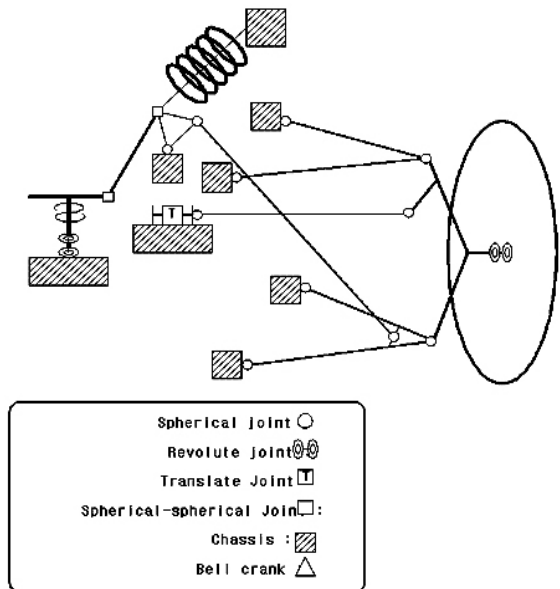 T
Spherical joint
Revolute joint
Translate Joint T
Spherical-spherical Join :
Chassis :
Bell crank